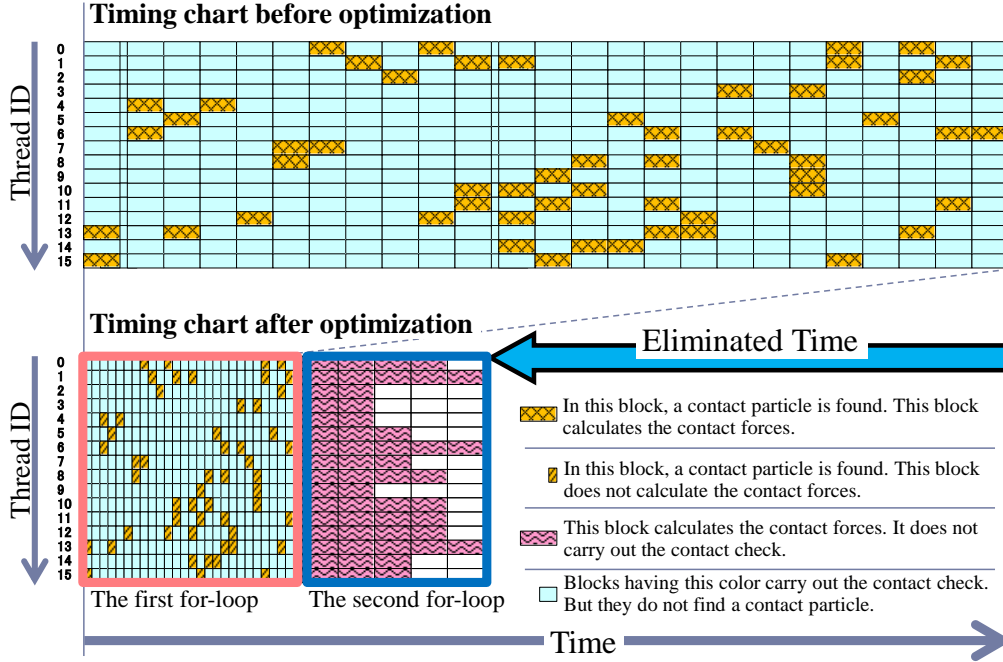 Timing chart before optimization
Thread ID
0
1
2
3
4
5
6
7
8
9
10
11
12
13
14
15
Timing chart after optimization
Eliminated Time
Thread ID
0
1
2
3
4
5
6
7
8
9
10
11
12
13
14
15
In this block, a contact particle is found. This block
calculates the contact forces.
In this block, a contact particle is found. This block
does not calculate the contact forces.
This block calculates the contact forces. It does not
carry out the contact check.
Blocks having this color carry out the contact check.
But they do not find a contact particle.
The first for-loop
The second for-loop
Time